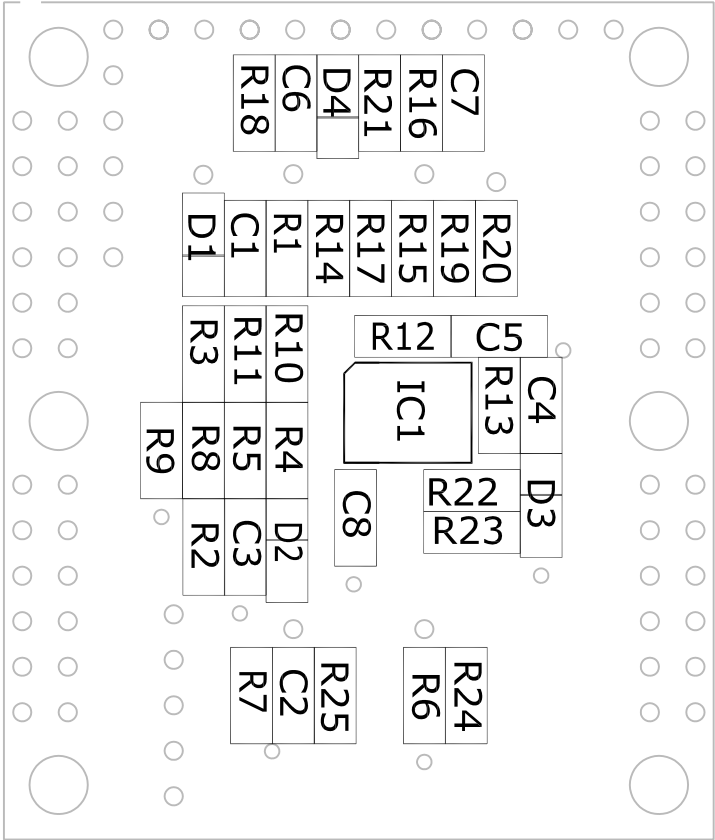 R18 C6 D4 R21 R16 C7
D1 C1 R1 R14 R17 R15 R19 R20
R3 R11 R10 R12 C5
IC1 R13 C4
R9 R8 R5 R4
R22 D3
C8
R23
R2 C3 D2
R7 C2 R25 R6 R24